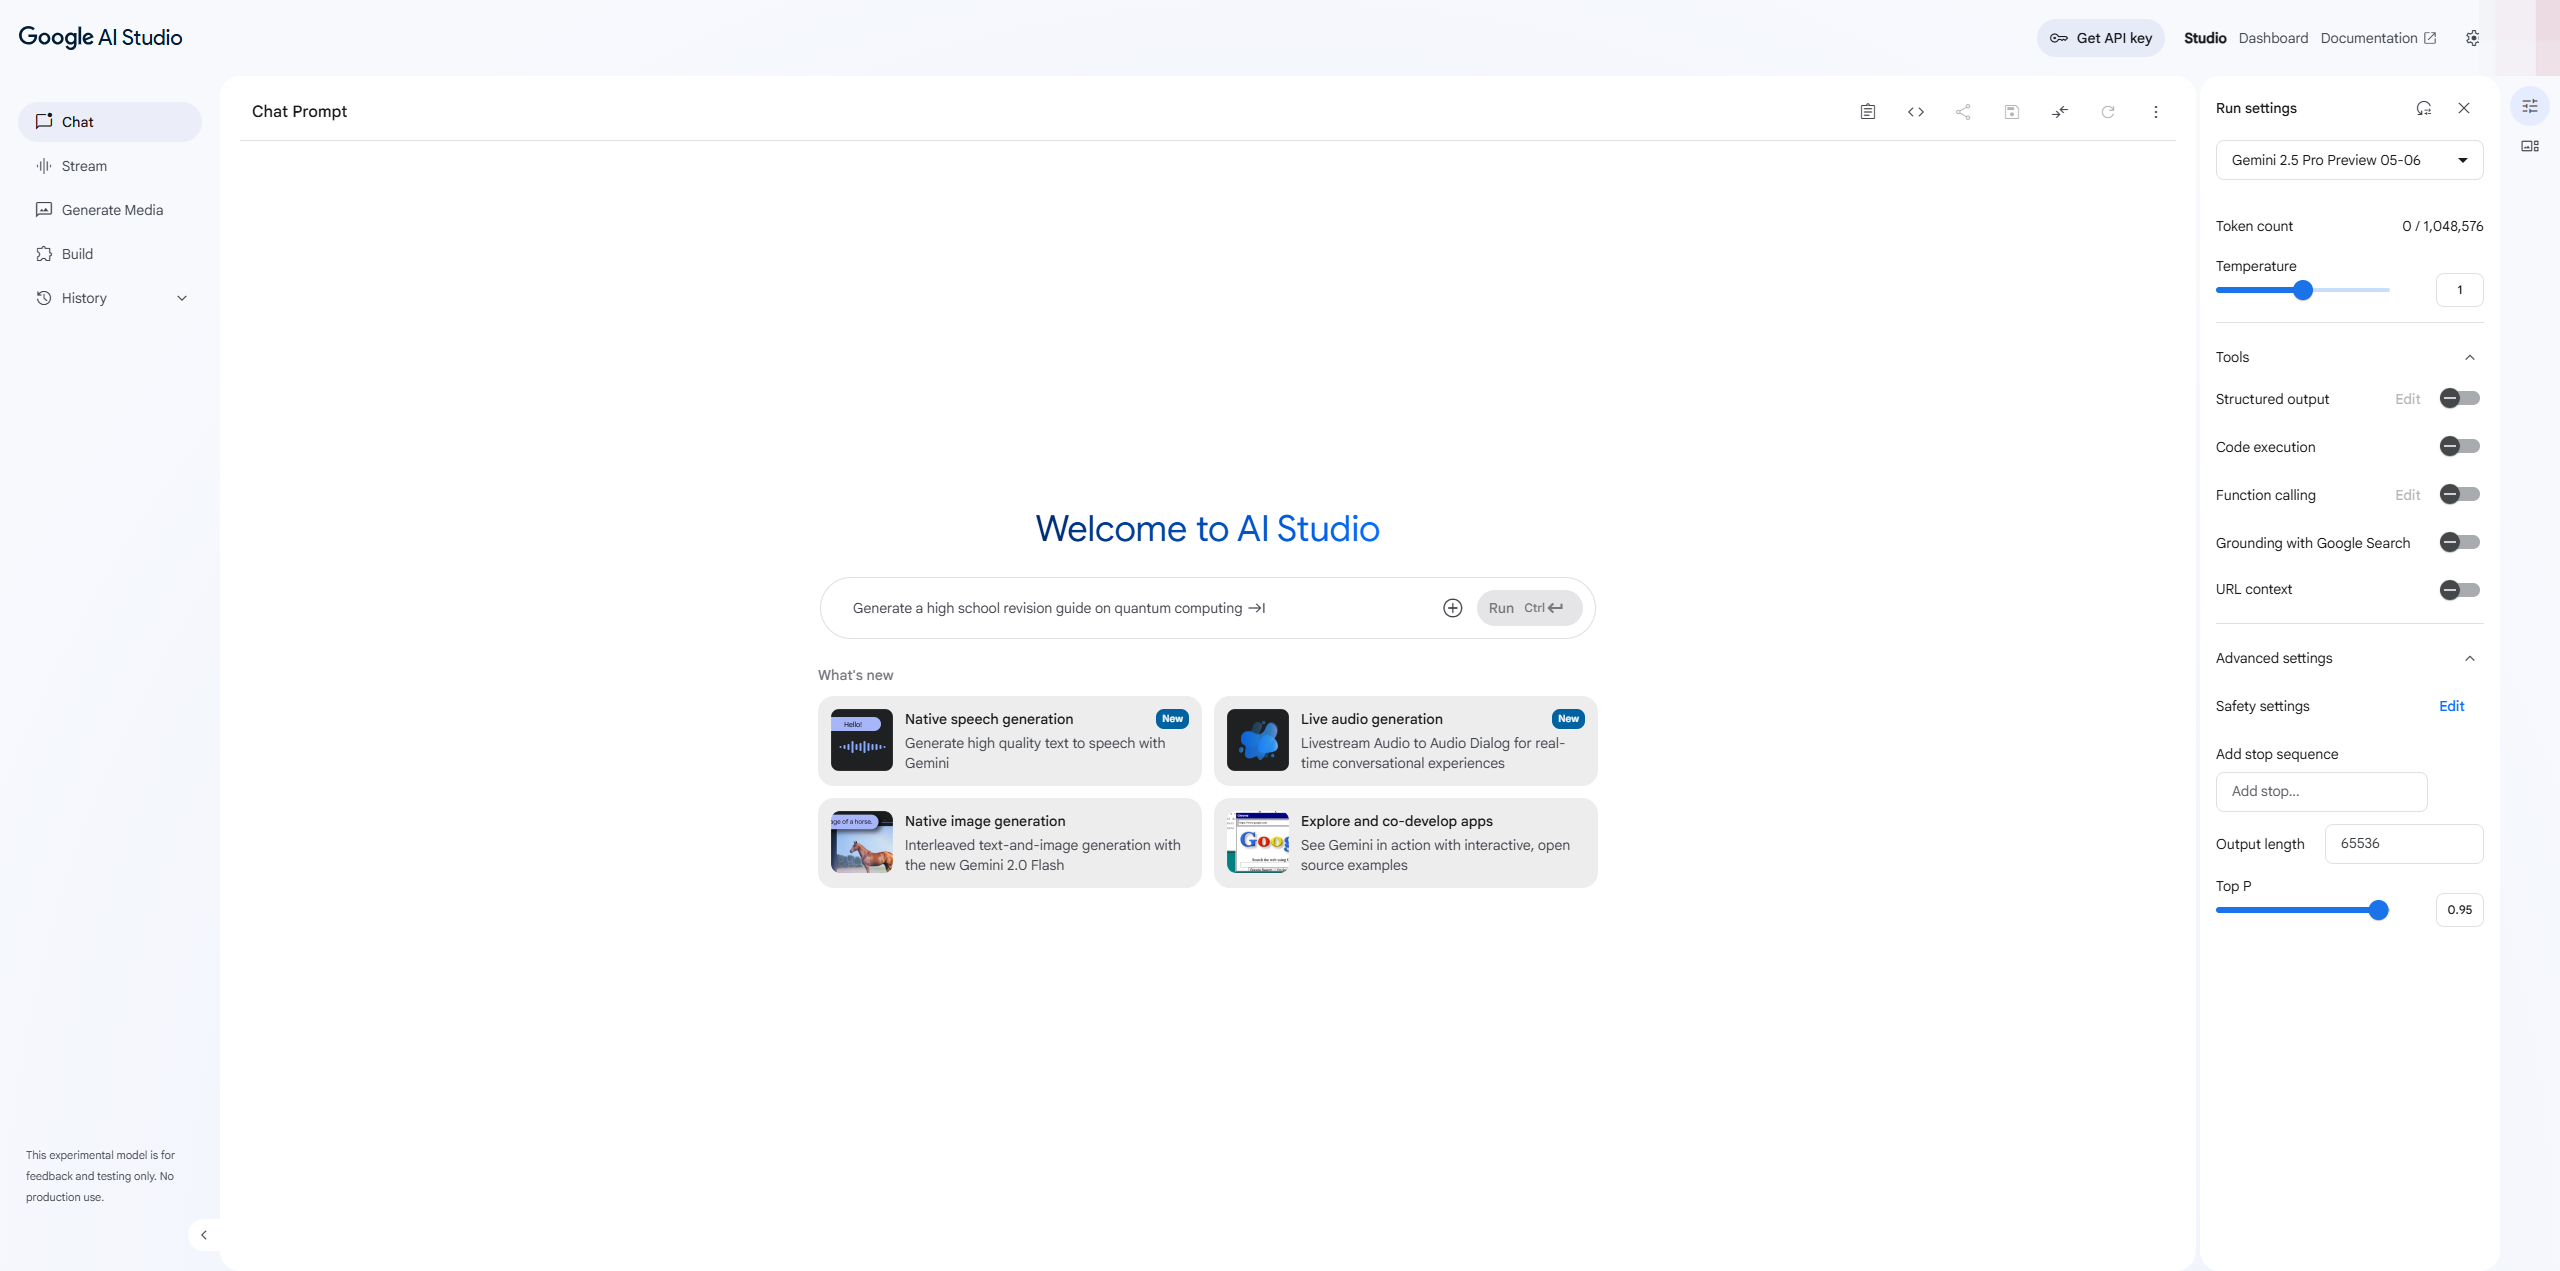 Google AI Studio
Get API key
Studio
Dashboard
Documentation
Chat
Stream
Generate Media
Build
History
This experimental model is for
feedback and testing only. No
production use.
Chat Prompt
Welcome to AI Studio
Generate a high school revision guide on quantum computing
Run Ctrl
What's new
Hello!
Native speech generation
New
Generate high quality text to speech with
Gemini
Live audio generation
New
Livestream Audio to Audio Dialog for real-
time conversational experiences
age of a horse.
Native image generation
Interleaved text-and-image generation with
the new Gemini 2.0 Flash
Goog
Explore and co-develop apps
See Gemini in action with interactive, open
source examples
Run settings
Gemini 2.5 Pro Preview 05-06
Token count
0 / 1,048,576
Temperature
1
Tools
Structured output
Edit
Code execution
Function calling
Edit
Grounding with Google Search
URL context
Advanced settings
Safety settings
Edit
Add stop sequence
Add stop...
Output length
65536
Top P
0.95